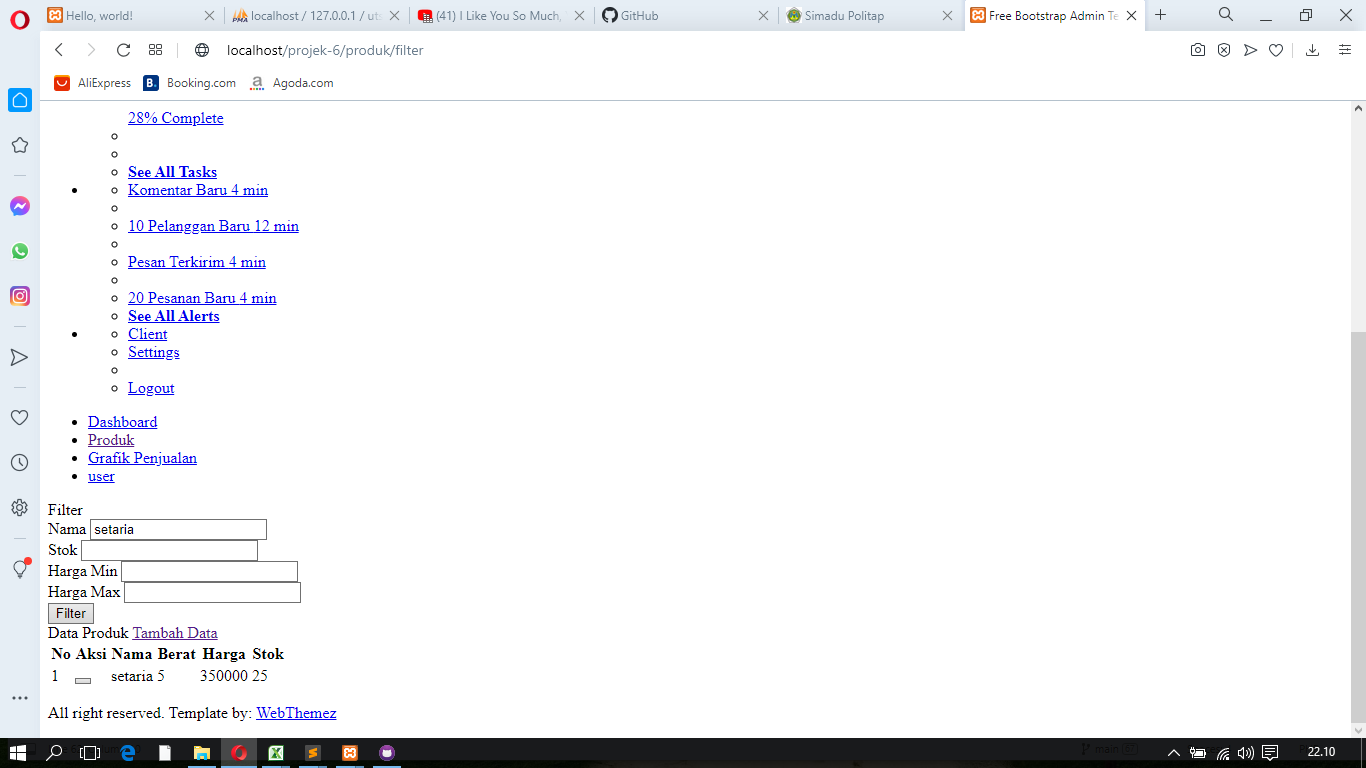 Hello, world!
localhost / 127.0.0.1 / uts
(41) I Like You So Much,
GitHub
Simadu Politap
Free Bootstrap Admin Te
localhost/projek-6/produk/filter
AliExpress
Booking.com
Agoda.com
28% Complete
See All Tasks
Komentar Baru 4 min
10 Pelanggan Baru 12 min
Pesan Terkirim 4 min
20 Pesanan Baru 4 min
See All Alerts
Client
Settings
Logout
Dashboard
Produk
Grafik Penjualan
user
Filter
Nama setaria
Stok
Harga Min
Harga Max
Filter
Data Produk Tambah Data
No Aksi Nama Berat Harga Stok
1 setaria 5 350000 25
All right reserved. Template by: WebThemez
22.10